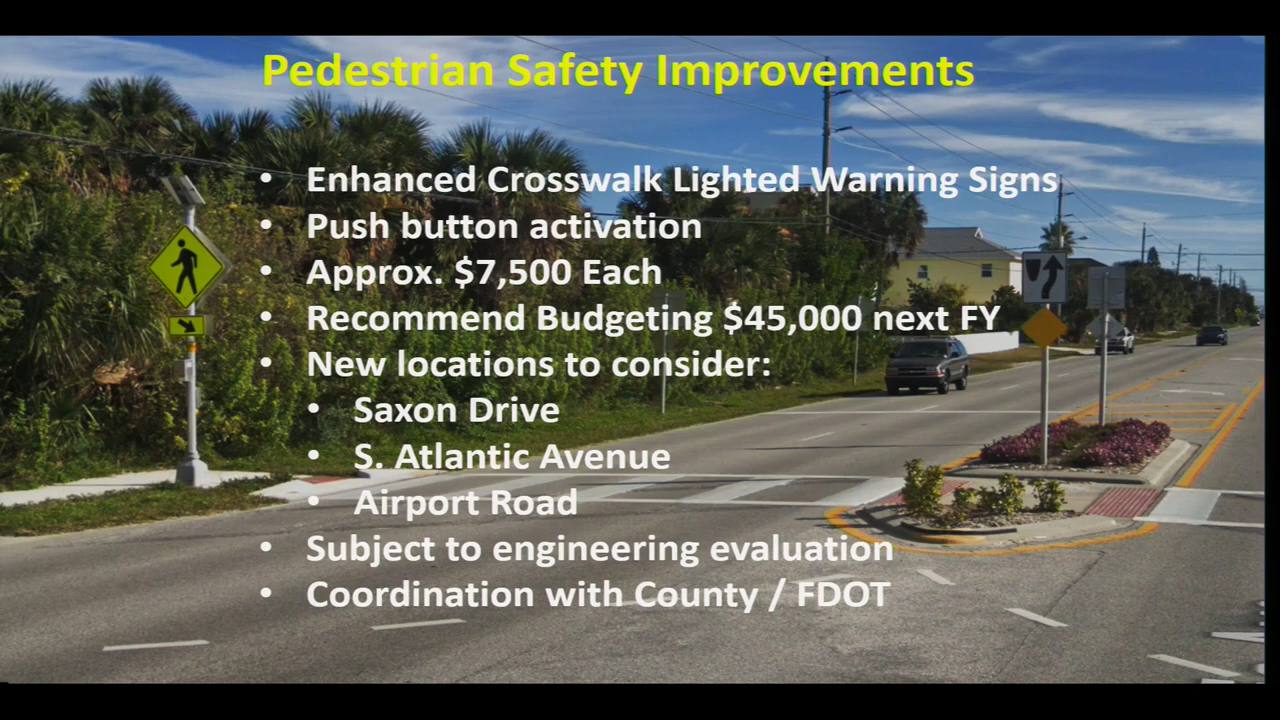 Pedestrian Safety Improvements
• Enhanced Crosswalk Lighted Warning Signs
• Push button activation
• Approx. $7,500 Each
• Recommend Budgeting $45,000 next FY
• New locations to consider:
• Saxon Drive
• S. Atlantic Avenue
• Airport Road
• Subject to engineering evaluation
• Coordination with County / FDOT